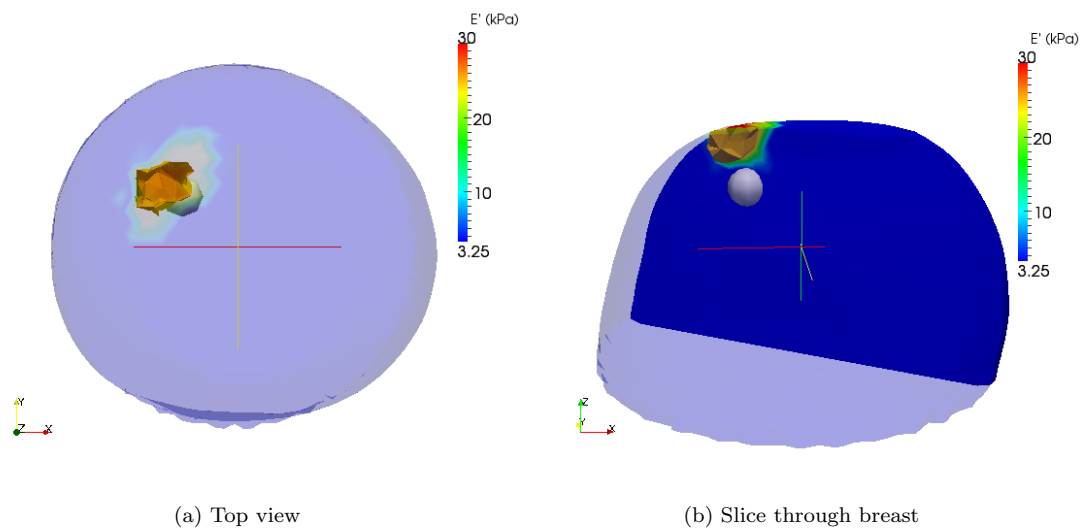 E' (kPa)
30
20
10
3.25
Y
Z
X
E' (kPa)
30
20
10
3.25
Z
Y
X
(a) Top view
(b) Slice through breast